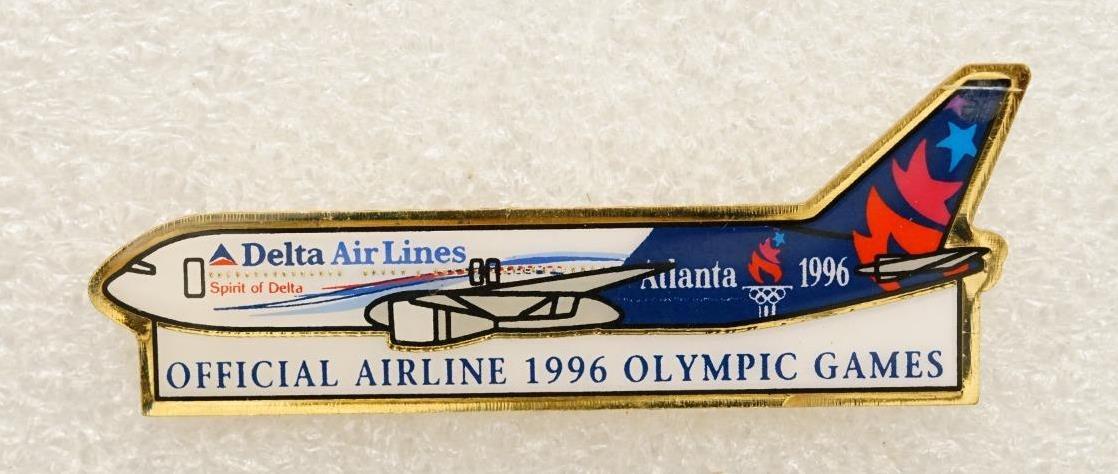 Delta Air Lines
Spirit of Delta
Atlanta 1996
OFFICIAL AIRLINE 1996 OLYMPIC GAMES